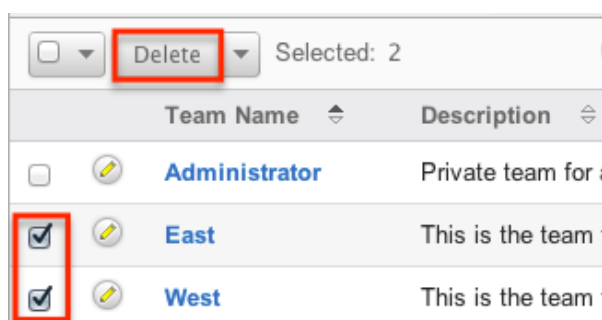 Delete Selected: 2
Team Name Description
Administrator Private team for
East This is the team
West This is the team